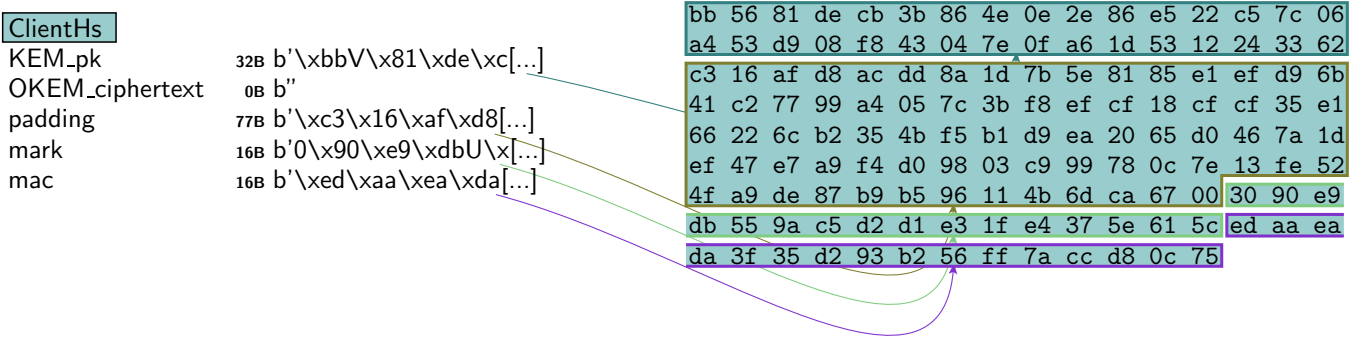 ClientHs
KEM_pk 32B b'\xbbV\x81\xde\xc[...]
OKEM_ciphertext 0B b''
padding 77B b'\xc3\x16\xaf\xd8[...]
mark 16B b'0\x90\xe9\xdbU\x[...]
mac 16B b'\xed\xaa\xea\xda[...]
bb 56 81 de cb 3b 86 4e 0e 2e 86 e5 22 c5 7c 06
a4 53 d9 08 f8 43 04 7e 0f a6 1d 53 12 24 33 62
c3 16 af d8 ac dd 8a 1d 7b 5e 81 85 e1 ef d9 6b
41 c2 77 99 a4 05 7c 3b f8 ef cf 18 cf cf 35 e1
66 22 6c b2 35 4b f5 b1 d9 ea 20 65 d0 46 7a 1d
ef 47 e7 a9 f4 d0 98 03 c9 99 78 0c 7e 13 fe 52
4f a9 de 87 b9 b5 96 11 4b 6d ca 67 00 30 90 e9
db 55 9a c5 d2 d1 e3 1f e4 37 5e 61 5c ed aa ea
da 3f 35 d2 93 b2 56 ff 7a cc d8 0c 75